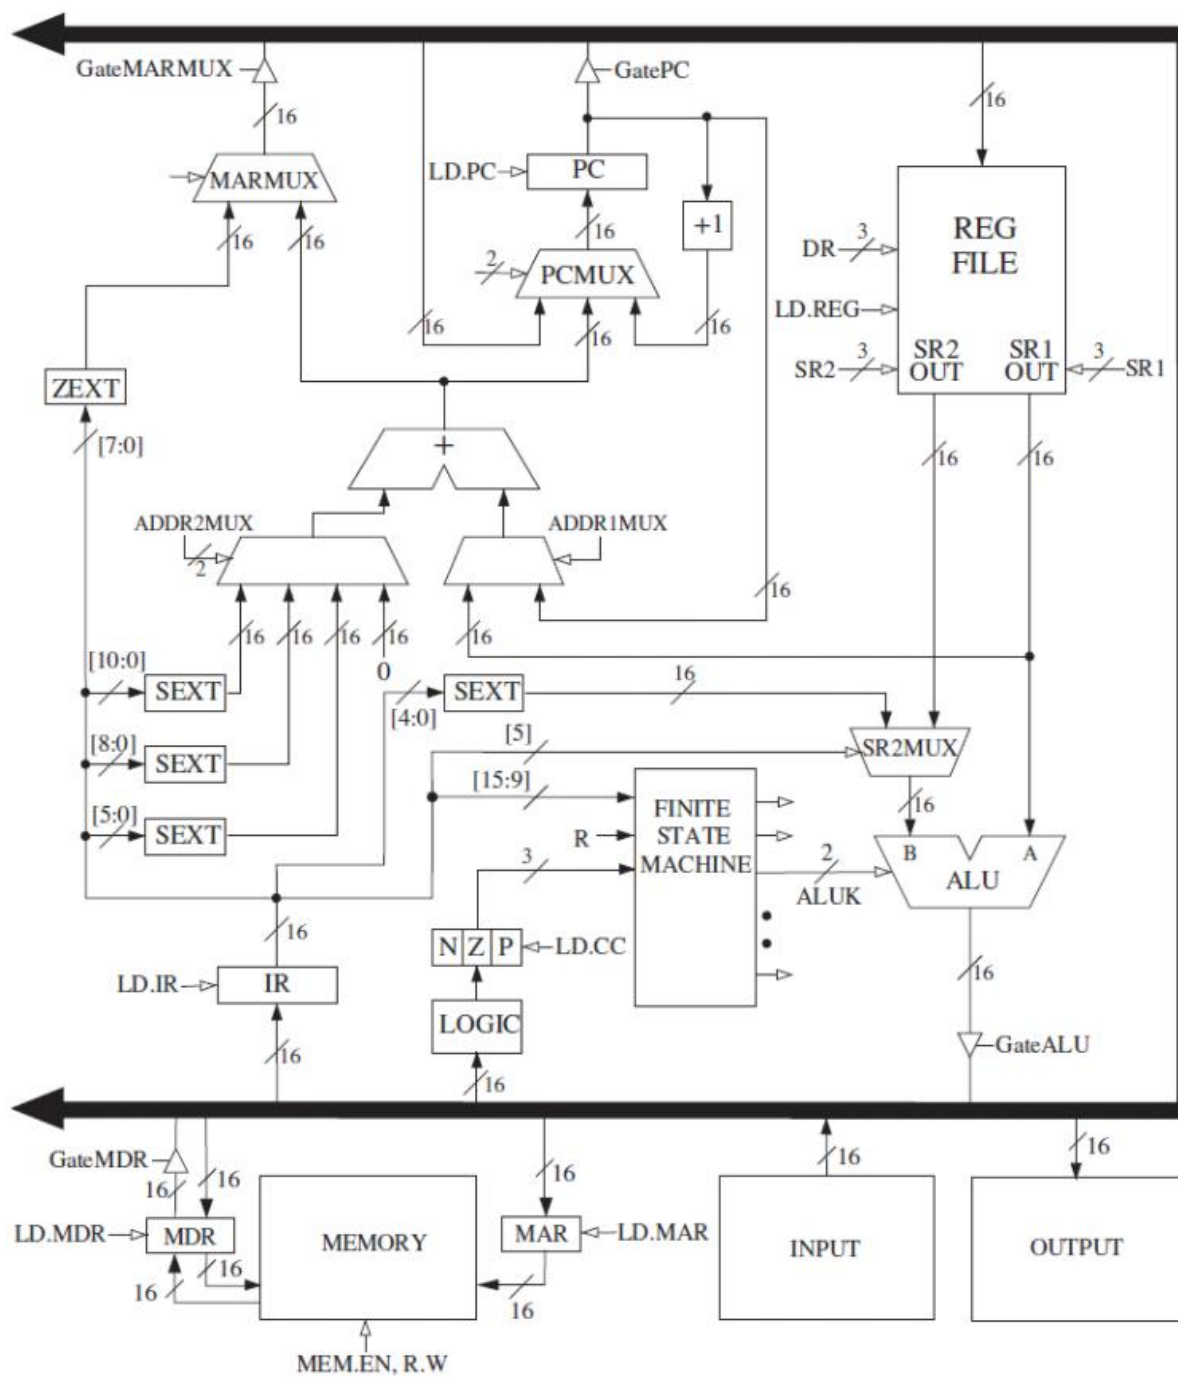 GateMARMUX
GatePC
16
16
MARMUX
LD.PC
PC
16
16
16
+1
REG
FILE
DR
3
2
PCMUX
16
16
16
LD.REG
SR2
OUT
SR1
OUT
SR2
3
3
SR1
ZEXT
[7:0]
+
16
16
ADDR2MUX
2
ADDR1MUX
16
16
16
16
16
16
0
[10:0]
SEXT
[4:0]
SEXT
16
[8:0]
SEXT
[5]
SR2MUX
[15:9]
16
[5:0]
SEXT
FINITE
STATE
MACHINE
R
3
2
ALUK
B
A
ALU
16
N Z P
LD.CC
LD.IR
IR
16
LOGIC
16
16
GateALU
GateMDR
16
16
16
16
16
LD.MDR
MDR
MEMORY
MAR
LD.MAR
INPUT
OUTPUT
16
16
16
MEM.EN, R.W